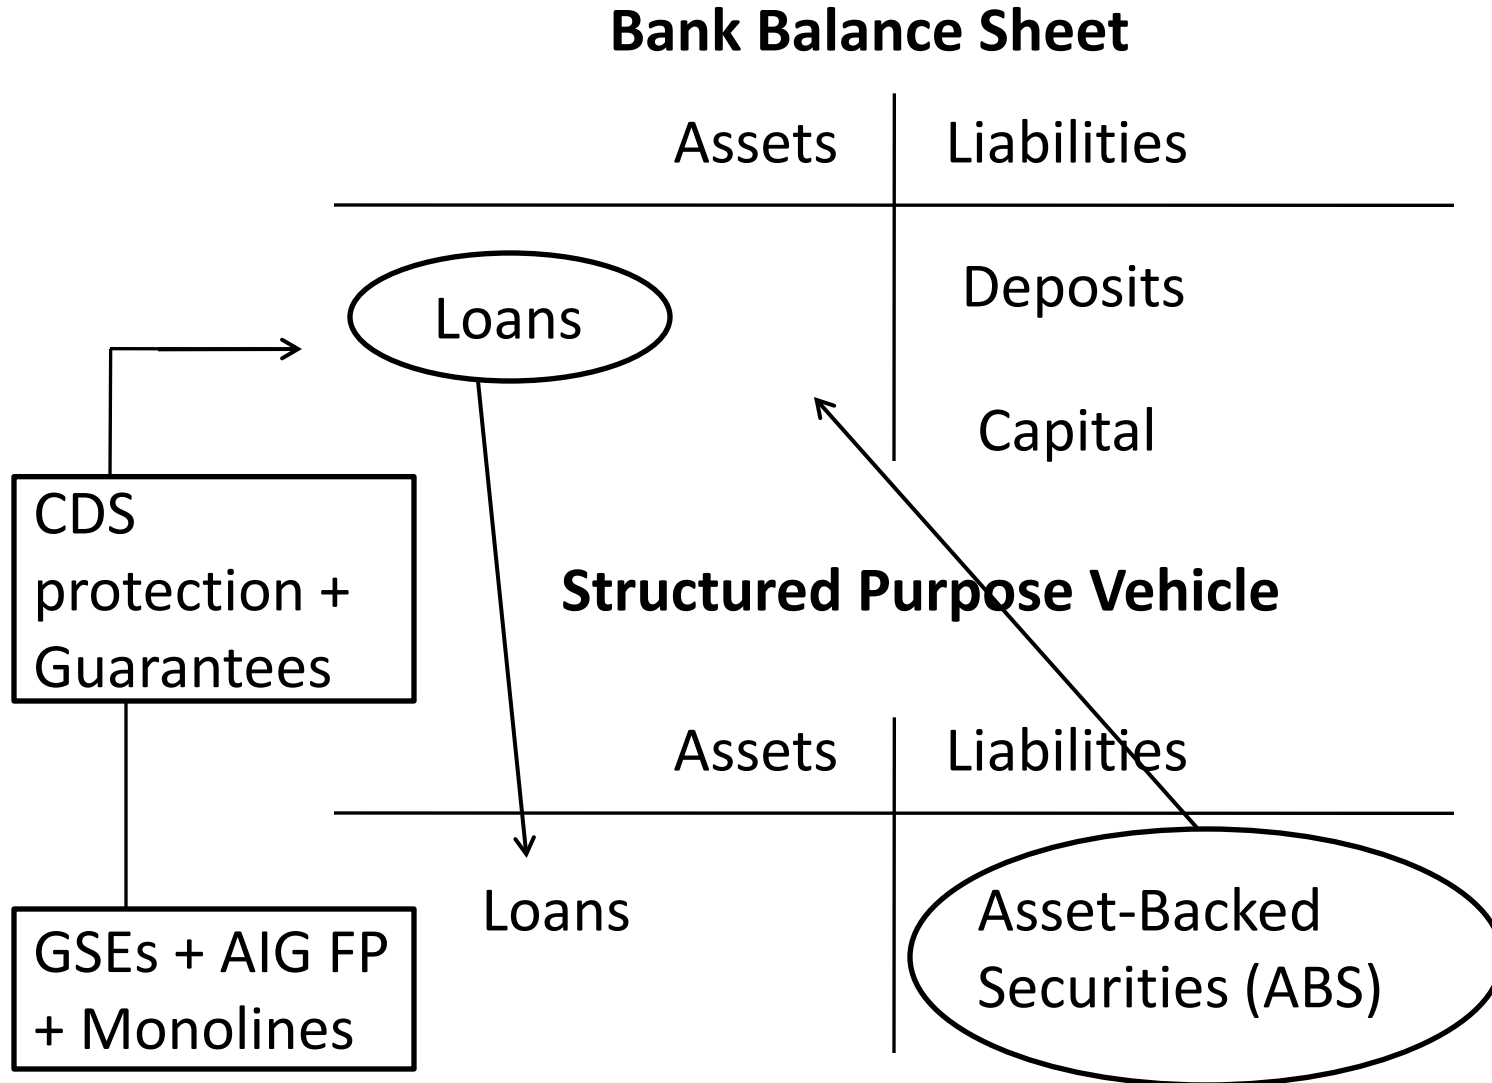 Bank Balance Sheet
Assets
Liabilities
Loans
Deposits
Capital
CDS
protection +
Guarantees
Structured Purpose Vehicle
Assets
Liabilities
Loans
Asset-Backed
Securities (ABS)
GSEs + AIG FP
+ Monolines